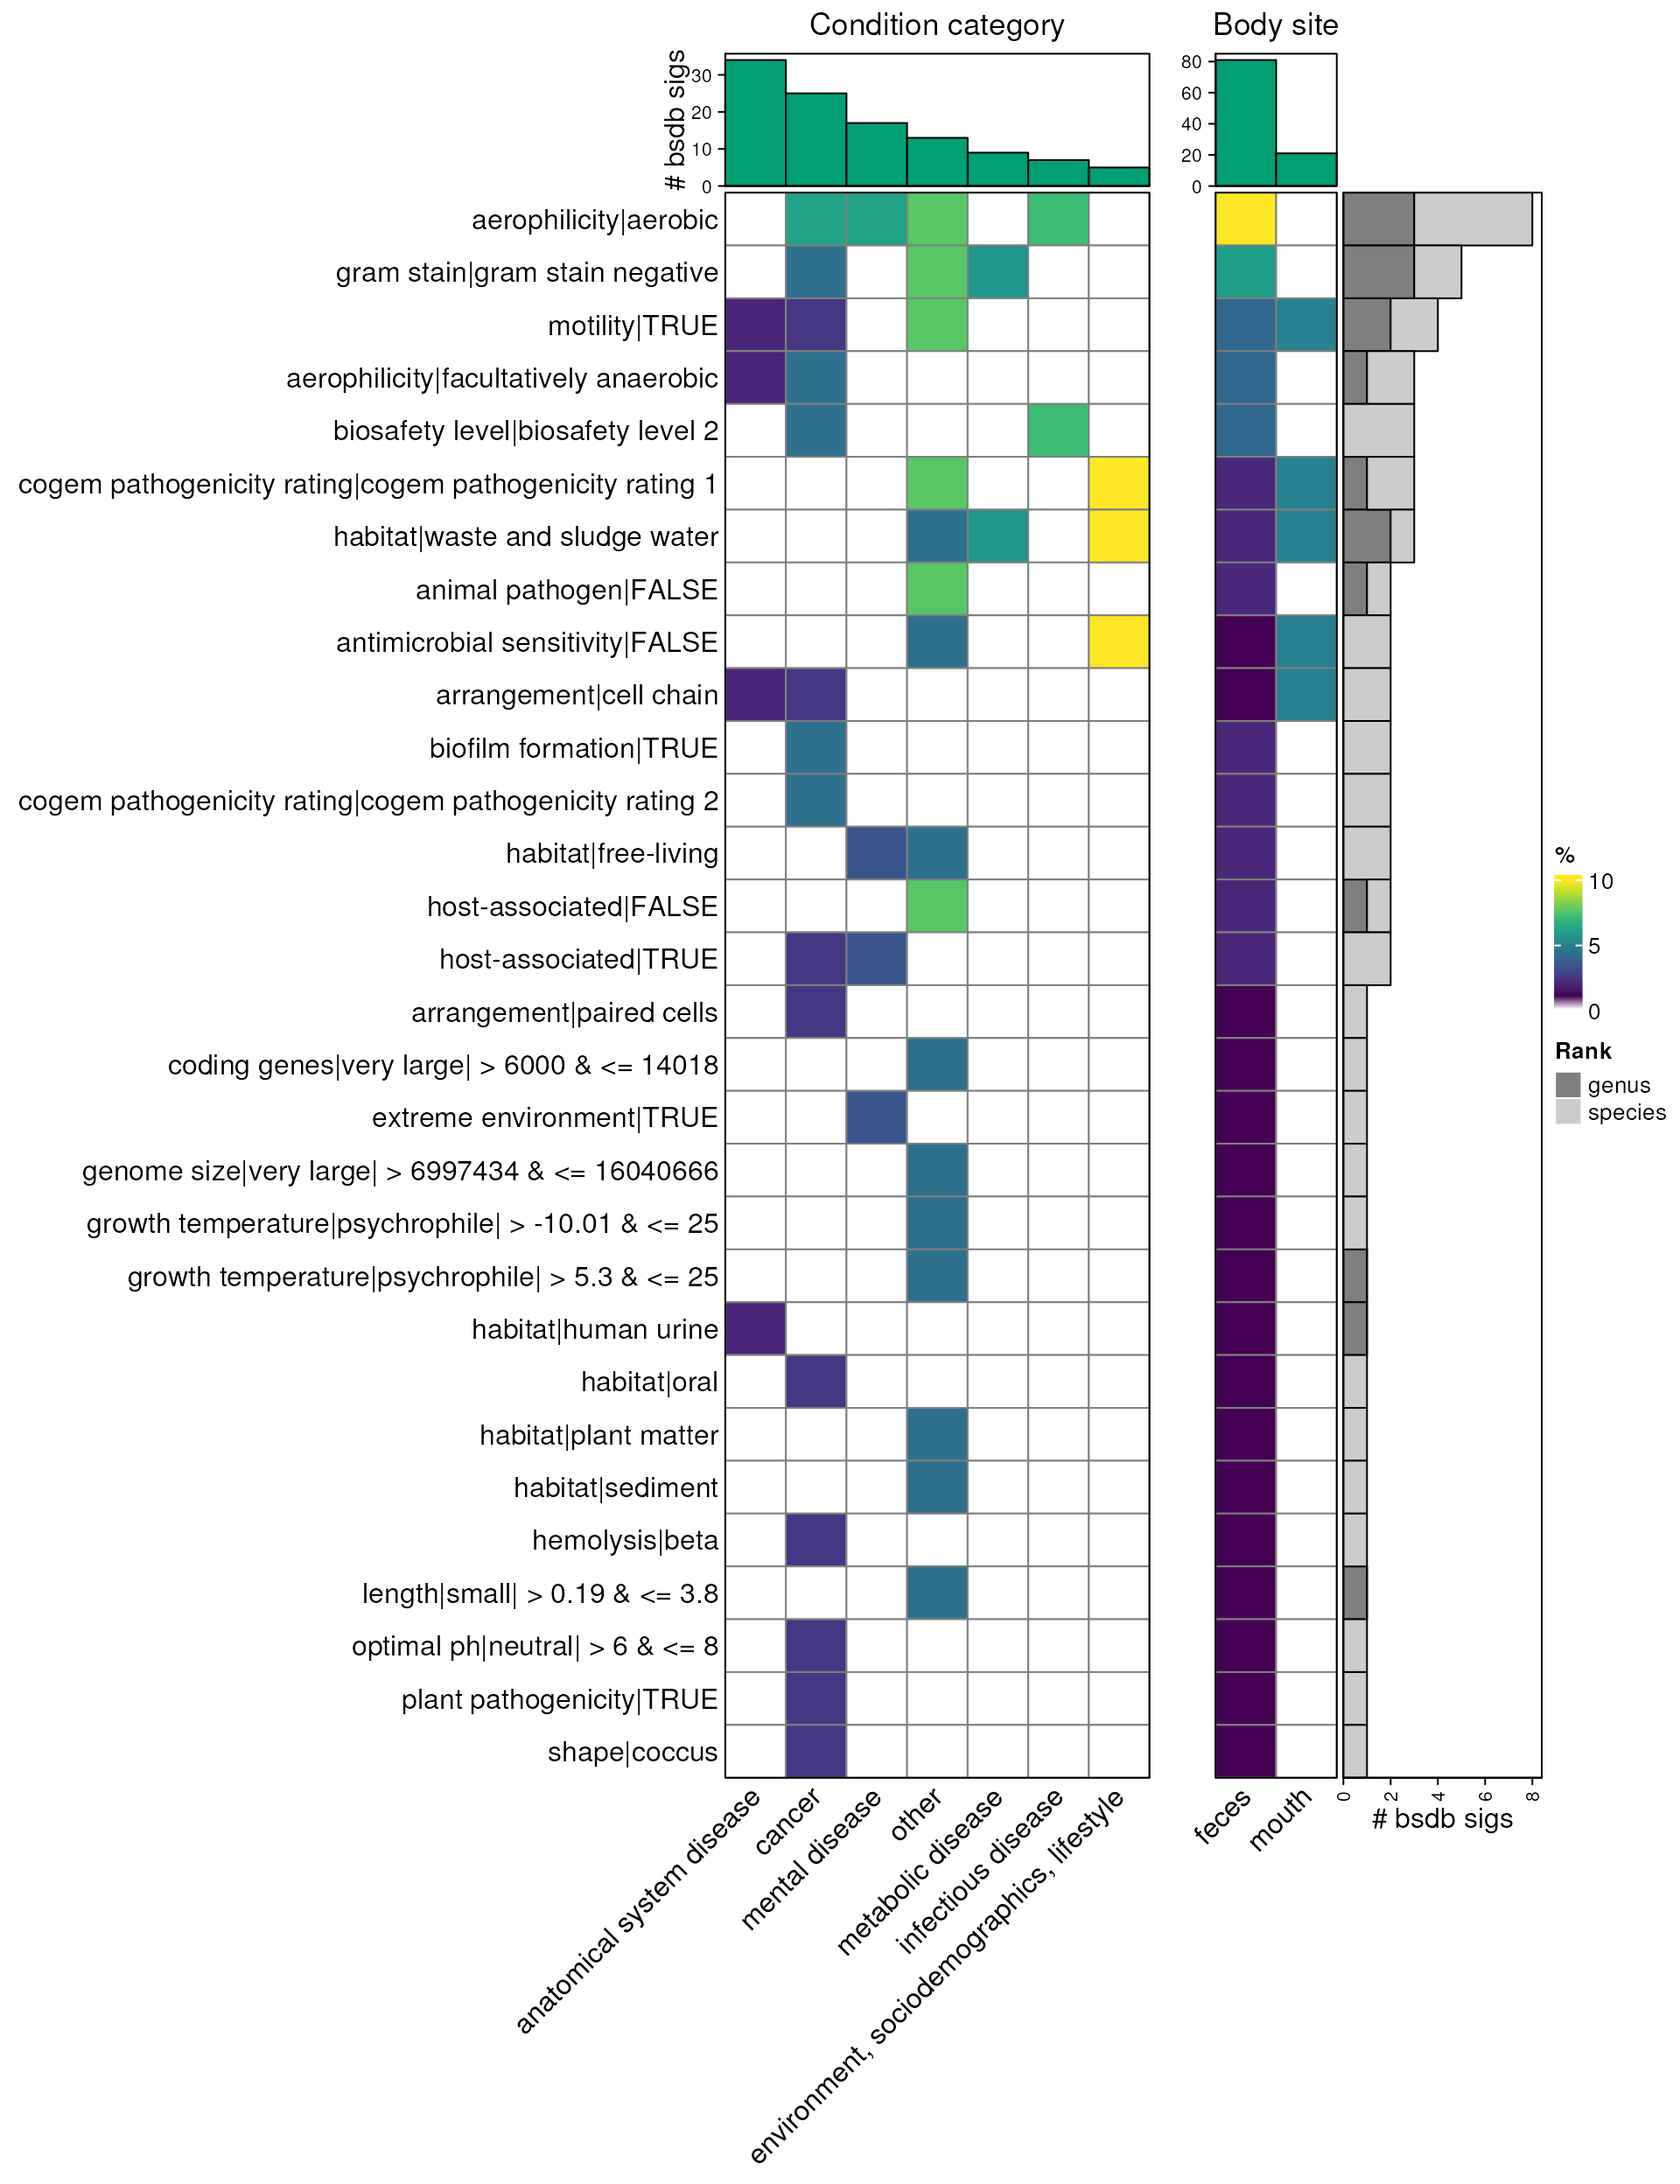 Condition category
Body site
# bsdb sigs
30
20
10
0
80
60
40
20
0
aerophilicity|aerobic
gram stain|gram stain negative
motility|TRUE
aerophilicity|facultatively anaerobic
biosafety level|biosafety level 2
cogem pathogenicity rating|cogem pathogenicity rating 1
habitat|waste and sludge water
animal pathogen|FALSE
antimicrobial sensitivity|FALSE
arrangement|cell chain
biofilm formation|TRUE
cogem pathogenicity rating|cogem pathogenicity rating 2
habitat|free-living
host-associated|FALSE
host-associated|TRUE
arrangement|paired cells
coding genes|very large| > 6000 & <= 14018
extreme environment|TRUE
genome size|very large| > 6997434 & <= 16040666
growth temperature|psychrophile| > -10.01 & <= 25
growth temperature|psychrophile| > 5.3 & <= 25
habitat|human urine
habitat|oral
habitat|plant matter
habitat|sediment
hemolysis|beta
length|small| > 0.19 & <= 3.8
optimal ph|neutral| > 6 & <= 8
plant pathogenicity|TRUE
shape|coccus
anatomical system disease
cancer
mental disease
other
metabolic disease
infectious disease
environment, sociodemographics, lifestyle
feces
mouth
0
2
4
6
8
# bsdb sigs
%
10
5
0
Rank
genus
species